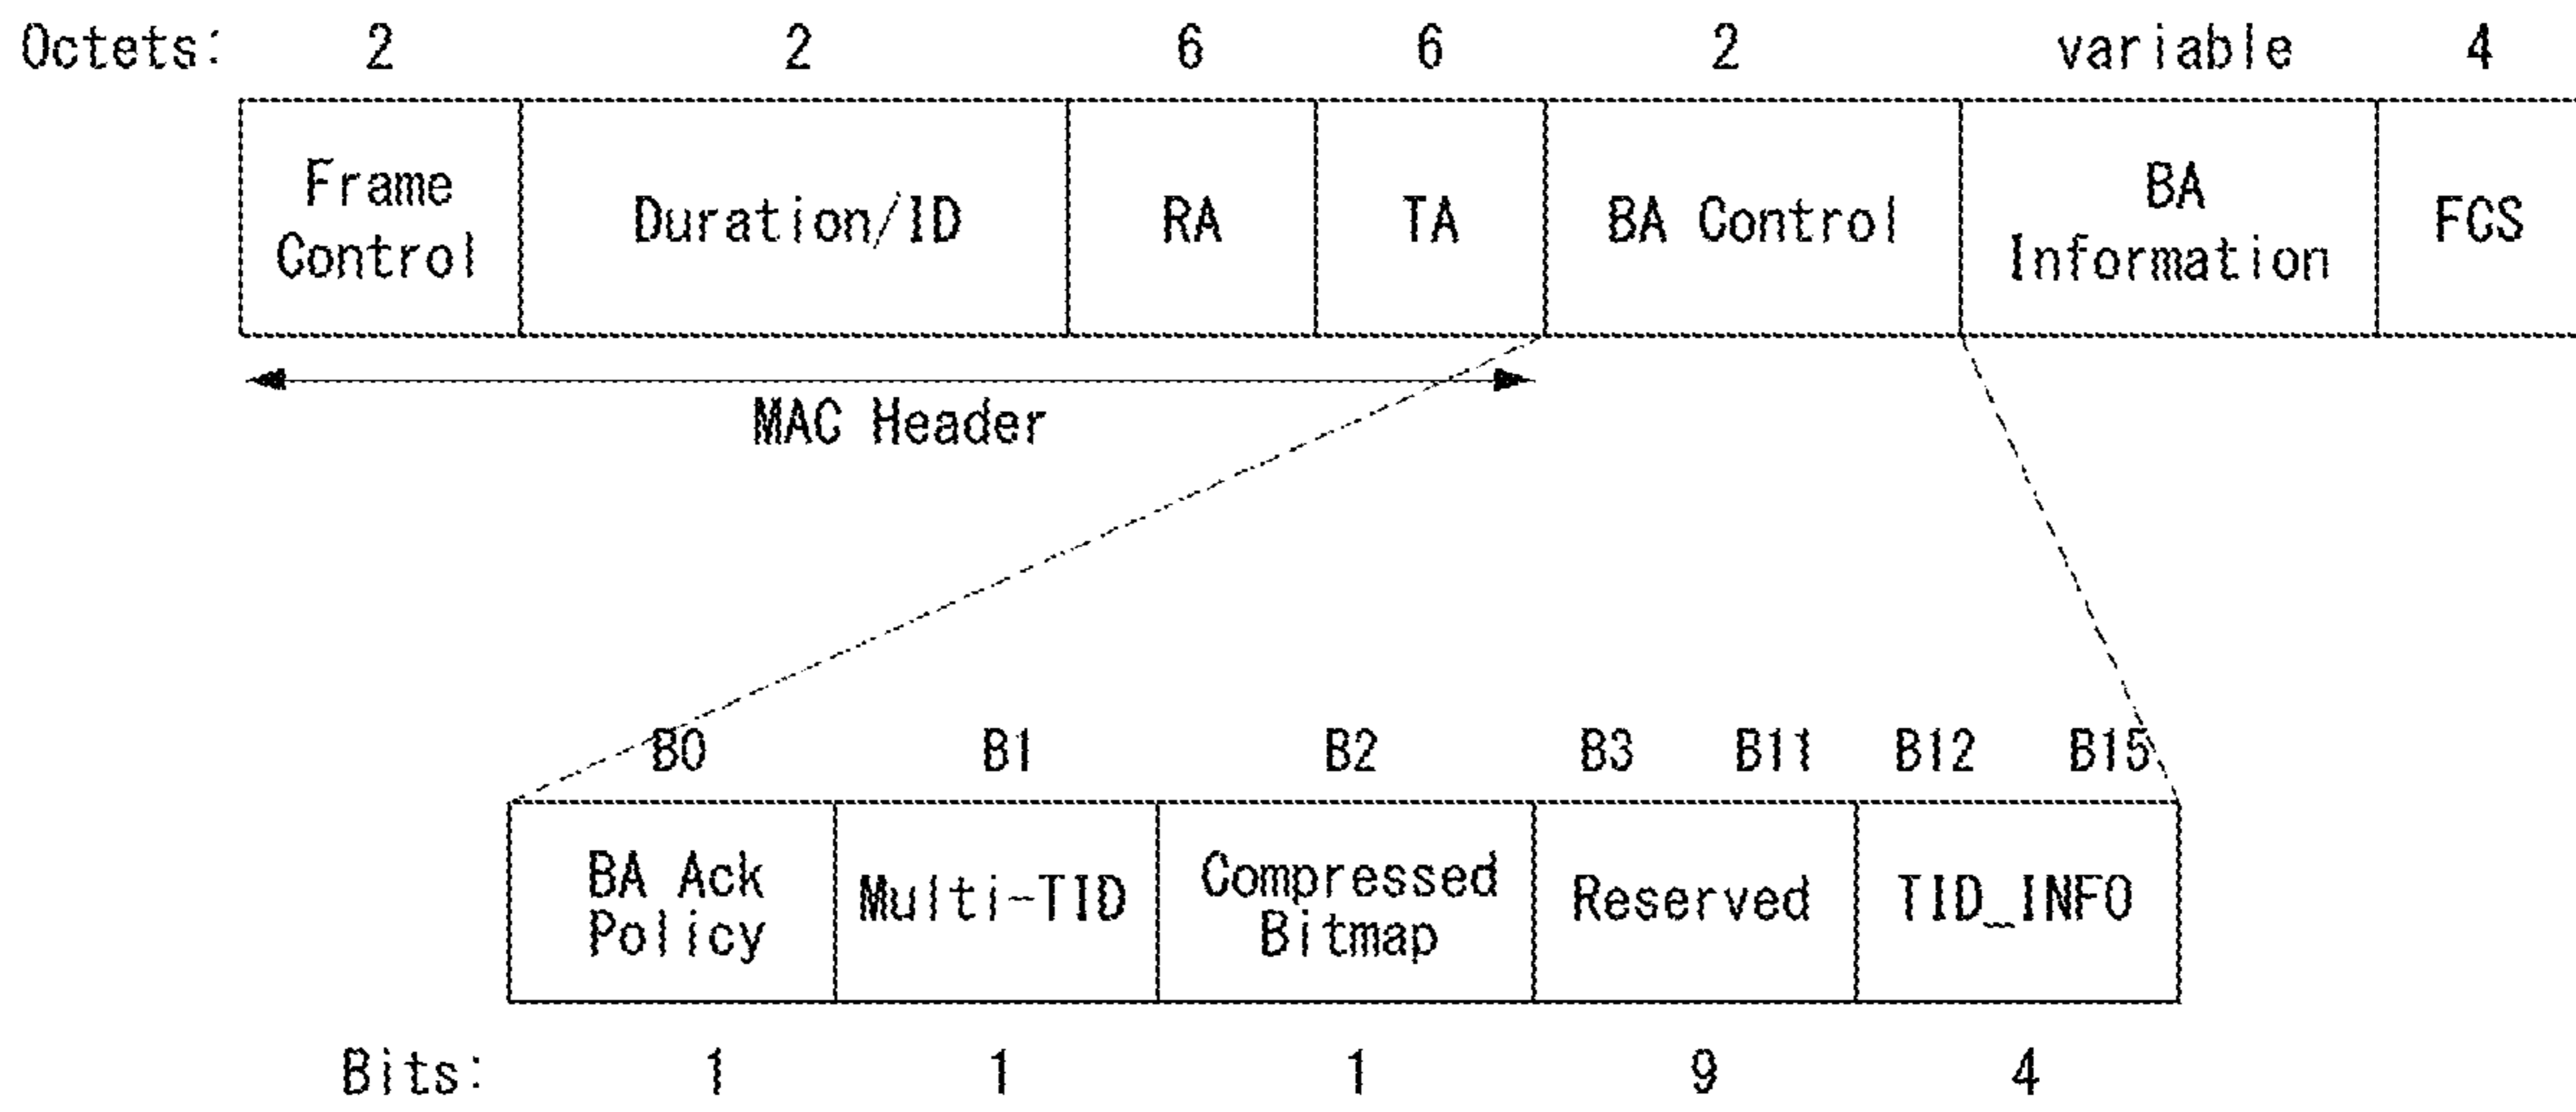 Octets: 2 2 6 6 2 variable 4
Frame Control Duration/ID RA TA BA Control BA Information FCS
MAC Header
B0 B1 B2 B3 B11 B12 B15
BA Ack Policy Multi-TID Compressed Bitmap Reserved TID_INFO
Bits: 1 1 1 9 4